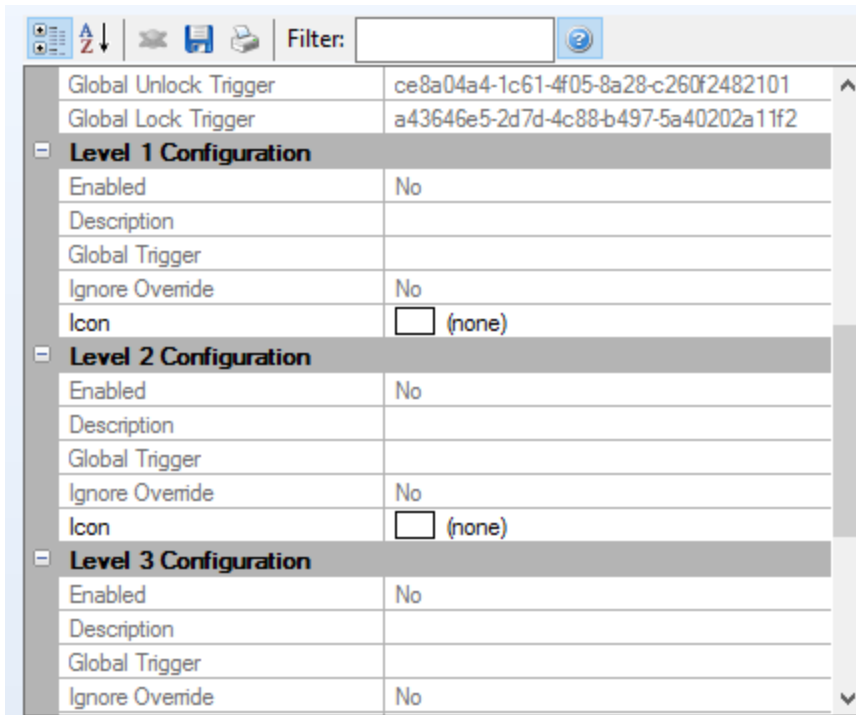 A
Z
Filter:
?
Global Unlock Trigger ce8a04a4-1c61-4f05-8a28-c260f2482101
Global Lock Trigger a43646e5-2d7d-4c88-b497-5a40202a11f2
Level 1 Configuration
Enabled No
Description
Global Trigger
Ignore Override No
Icon (none)
Level 2 Configuration
Enabled No
Description
Global Trigger
Ignore Override No
Icon (none)
Level 3 Configuration
Enabled No
Description
Global Trigger
Ignore Override No